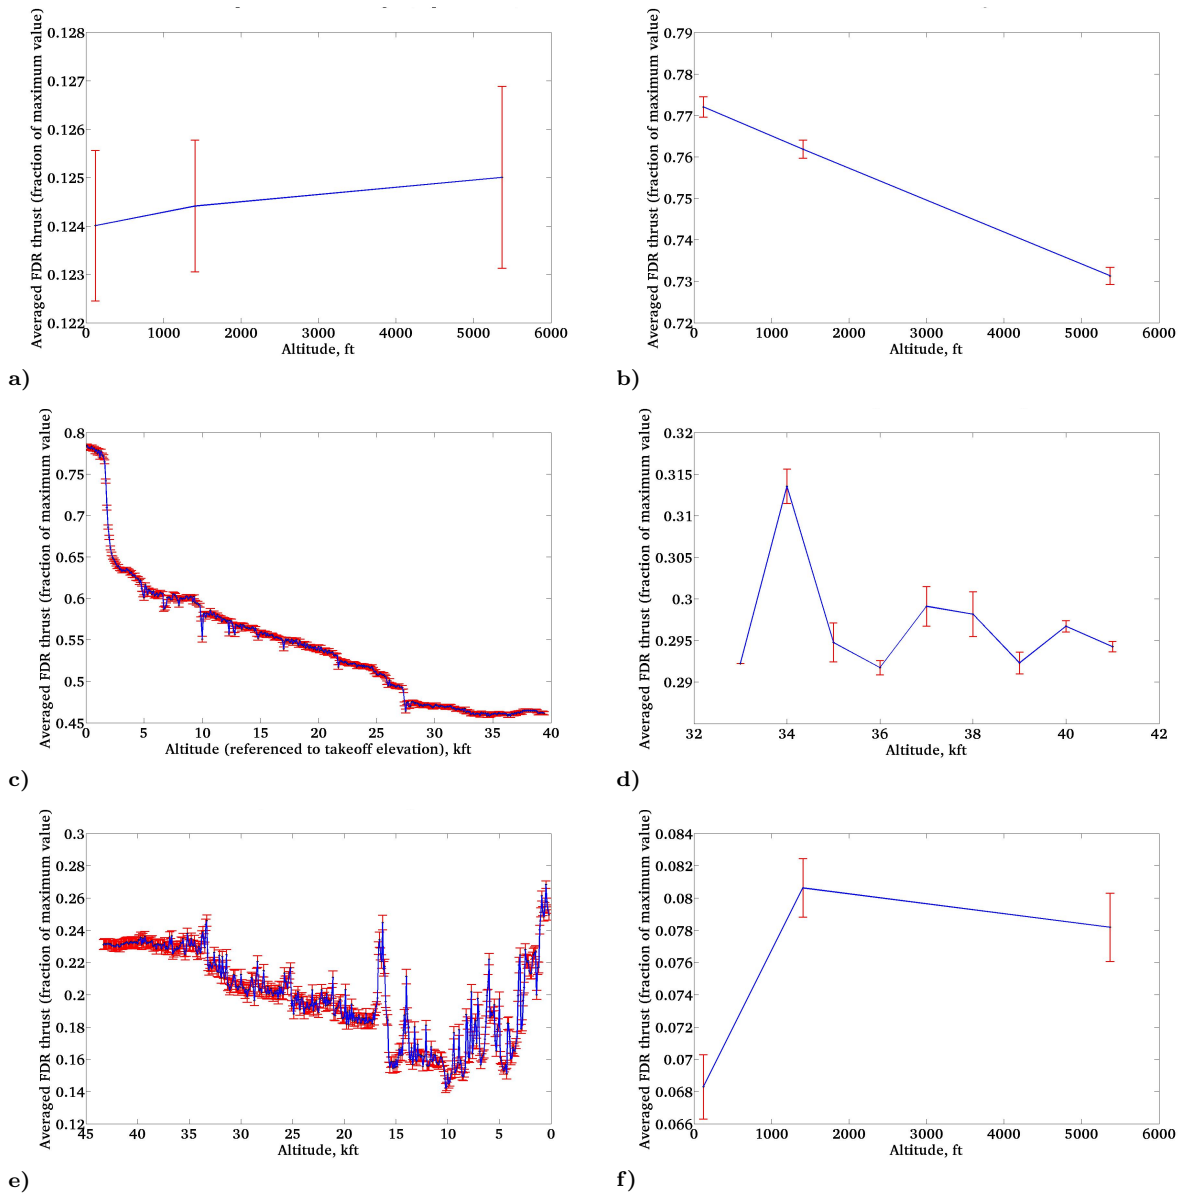 Averaged FDR thrust (fraction of maximum value)
0.128
0.127
0.126
0.125
0.124
0.123
0.122
0 1000 2000 3000 4000 5000 6000
Altitude, ft
a)
Averaged FDR thrust (fraction of maximum value)
0.79
0.78
0.77
0.76
0.75
0.74
0.73
0.72
0 1000 2000 3000 4000 5000 6000
Altitude, ft
b)
Averaged FDR thrust (fraction of maximum value)
0.8
0.75
0.7
0.65
0.6
0.55
0.5
0.45
0 5 10 15 20 25 30 35 40
Altitude (referenced to takeoff elevation), kft
c)
Averaged FDR thrust (fraction of maximum value)
0.32
0.315
0.31
0.305
0.3
0.295
0.29
32 34 36 38 40 42
Altitude, kft
d)
Averaged FDR thrust (fraction of maximum value)
0.3
0.28
0.26
0.24
0.22
0.2
0.18
0.16
0.14
0.12
45 40 35 30 25 20 15 10 5 0
Altitude, kft
e)
Averaged FDR thrust (fraction of maximum value)
0.084
0.082
0.08
0.078
0.076
0.074
0.072
0.07
0.068
0.066
0 1000 2000 3000 4000 5000 6000
Altitude, ft
f)